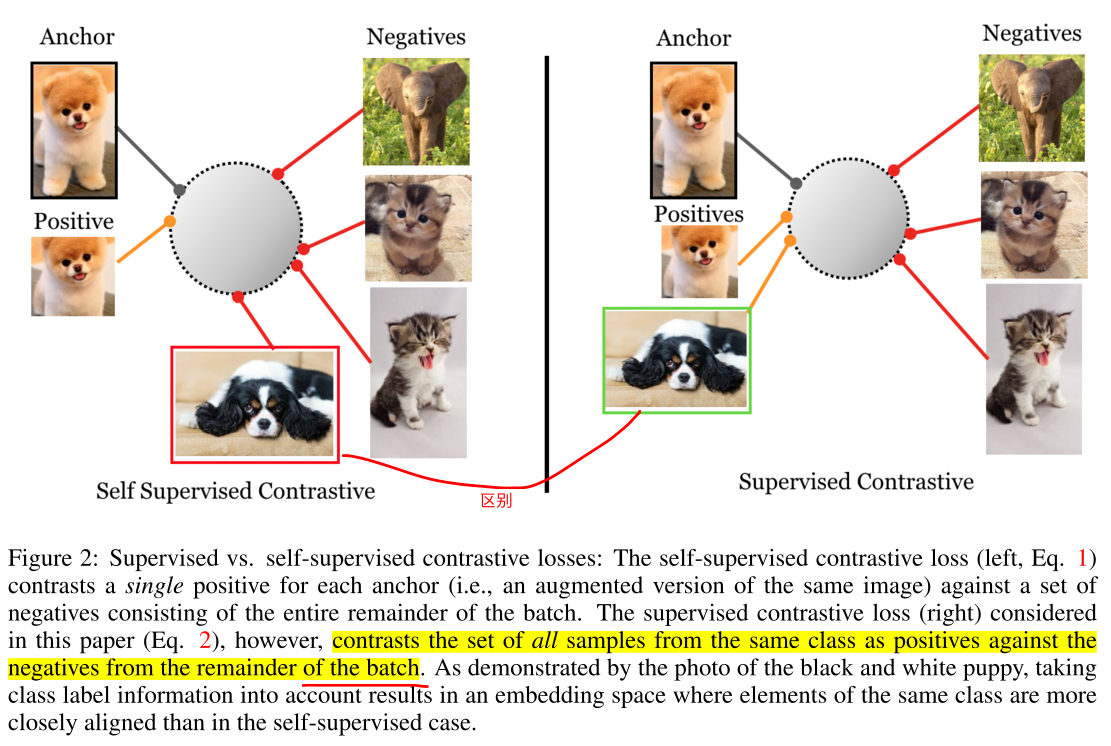 Anchor
Negatives
Positive
Self Supervised Contrastive
Anchor
Negatives
Positives
Supervised Contrastive
区别
Figure 2: Supervised vs. self-supervised contrastive losses: The self-supervised contrastive loss (left, Eq. 1)
contrasts a single positive for each anchor (i.e., an augmented version of the same image) against a set of
negatives consisting of the entire remainder of the batch. The supervised contrastive loss (right) considered
in this paper (Eq. 2), however, contrasts the set of all samples from the same class as positives against the
negatives from the remainder of the batch. As demonstrated by the photo of the black and white puppy, taking
class label information into account results in an embedding space where elements of the same class are more
closely aligned than in the self-supervised case.